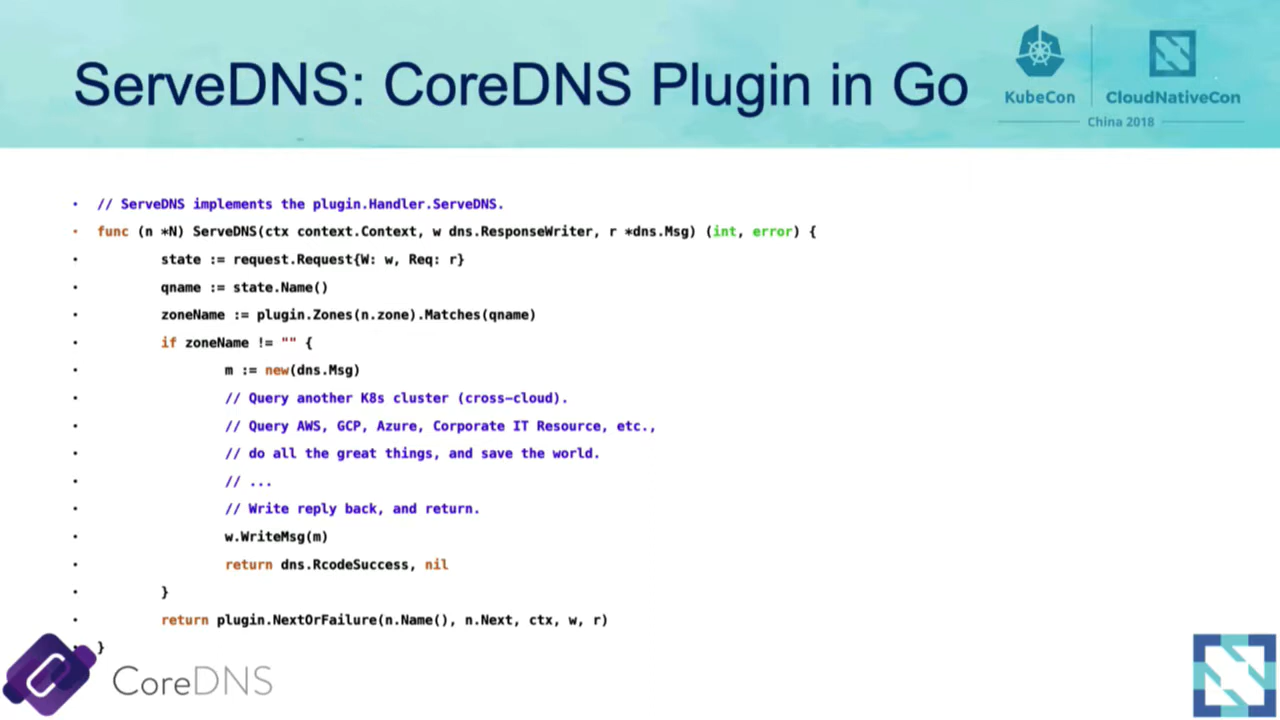 ServeDNS: CoreDNS Plugin in Go
KubeCon
CloudNativeCon
China 2018
• // ServeDNS implements the plugin.Handler.ServeDNS.
• func (n *N) ServeDNS(ctx context.Context, w dns.ResponseWriter, r *dns.Msg) (int, error) {
• state := request.Request{W: w, Req: r}
• qname := state.Name()
• zoneName := plugin.Zones(n.zone).Matches(qname)
• if zoneName != "" {
• m := new(dns.Msg)
• // Query another K8s cluster (cross-cloud).
• // Query AWS, GCP, Azure, Corporate IT Resource, etc.,
• // do all the great things, and save the world.
• // ...
• // Write reply back, and return.
• w.WriteMsg(m)
• return dns.RcodeSuccess, nil
• }
• return plugin.NextOrFailure(n.Name(), n.Next, ctx, w, r)
• }
CoreDNS